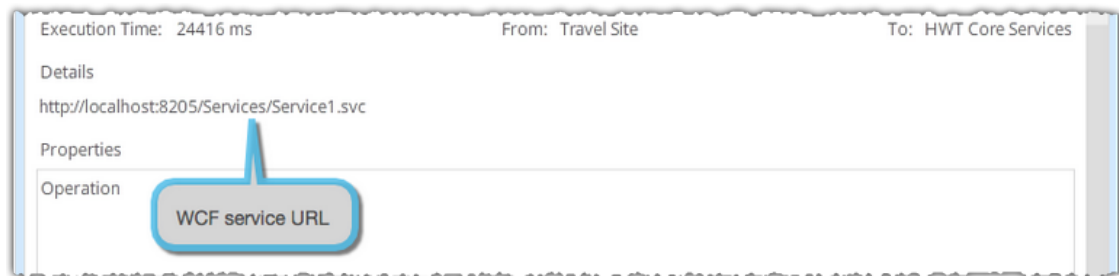 Execution Time: 24416 ms From: Travel Site To: HWT Core Services
Details
http://localhost:8205/Services/Service1.svc
Properties
Operation
WCF service URL